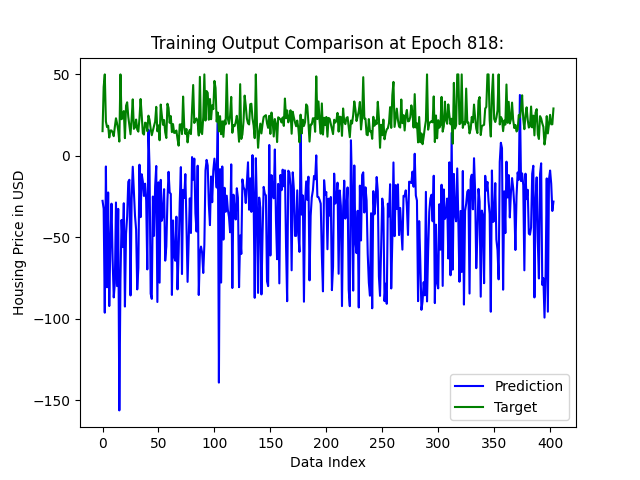 Training Output Comparison at Epoch 818:
50
0
−50
−100
−150
Housing Price in USD
0
50
100
150
200
250
300
350
400
Data Index
Prediction
Target